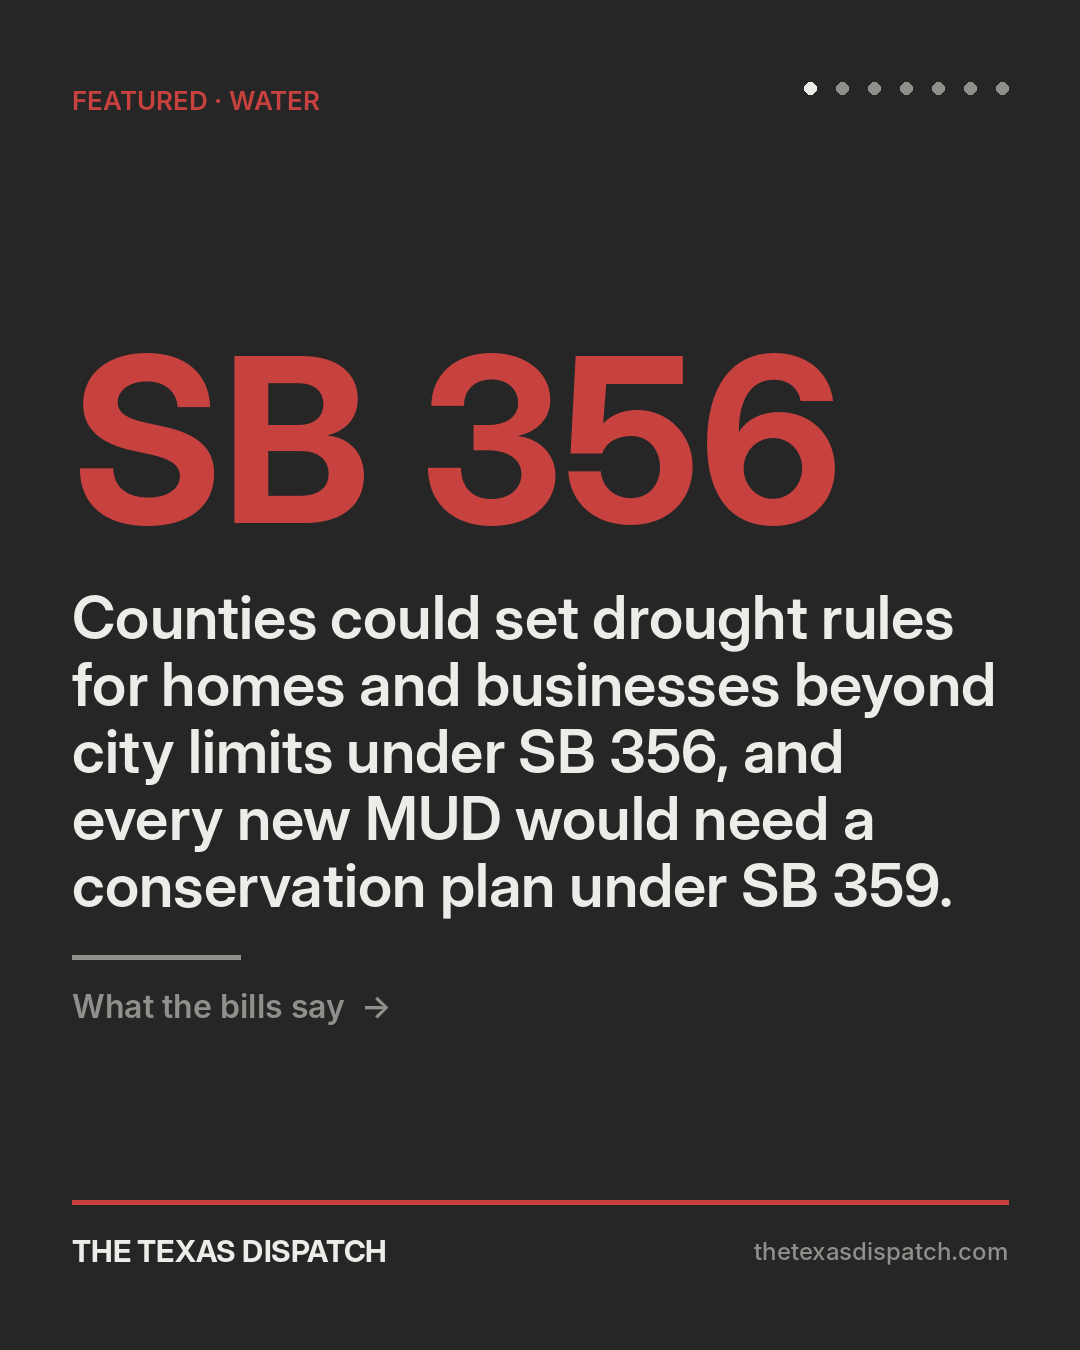 FEATURED · WATER
SB 356
Counties could set drought rules
for homes and businesses beyond
city limits under SB 356, and
every new MUD would need a
conservation plan under SB 359.
What the bills say →
THE TEXAS DISPATCH
thetexasdispatch.com